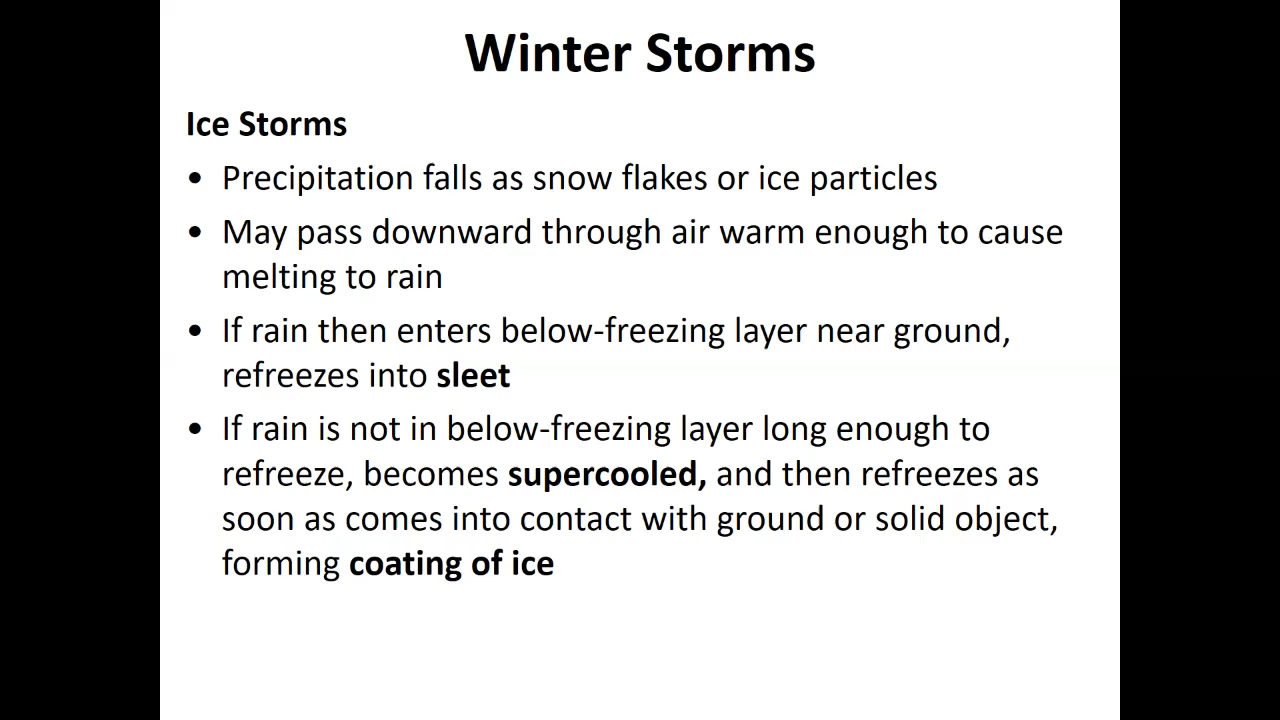 Winter Storms
Ice Storms
• Precipitation falls as snow flakes or ice particles
• May pass downward through air warm enough to cause
melting to rain
• If rain then enters below-freezing layer near ground,
refreezes into sleet
• If rain is not in below-freezing layer long enough to
refreeze, becomes supercooled, and then refreezes as
soon as comes into contact with ground or solid object,
forming coating of ice